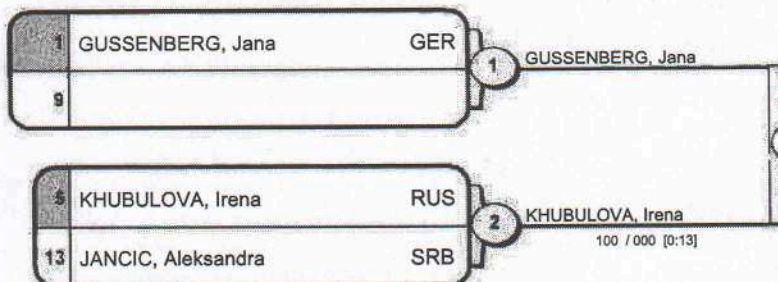 1 GUSSENBERG, Jana GER
9
1 GUSSENBERG, Jana
5 KHUBULOVA, Irena RUS
13 JANCIC, Aleksandra SRB
2 KHUBULOVA, Irena
100 / 000 [0:13]